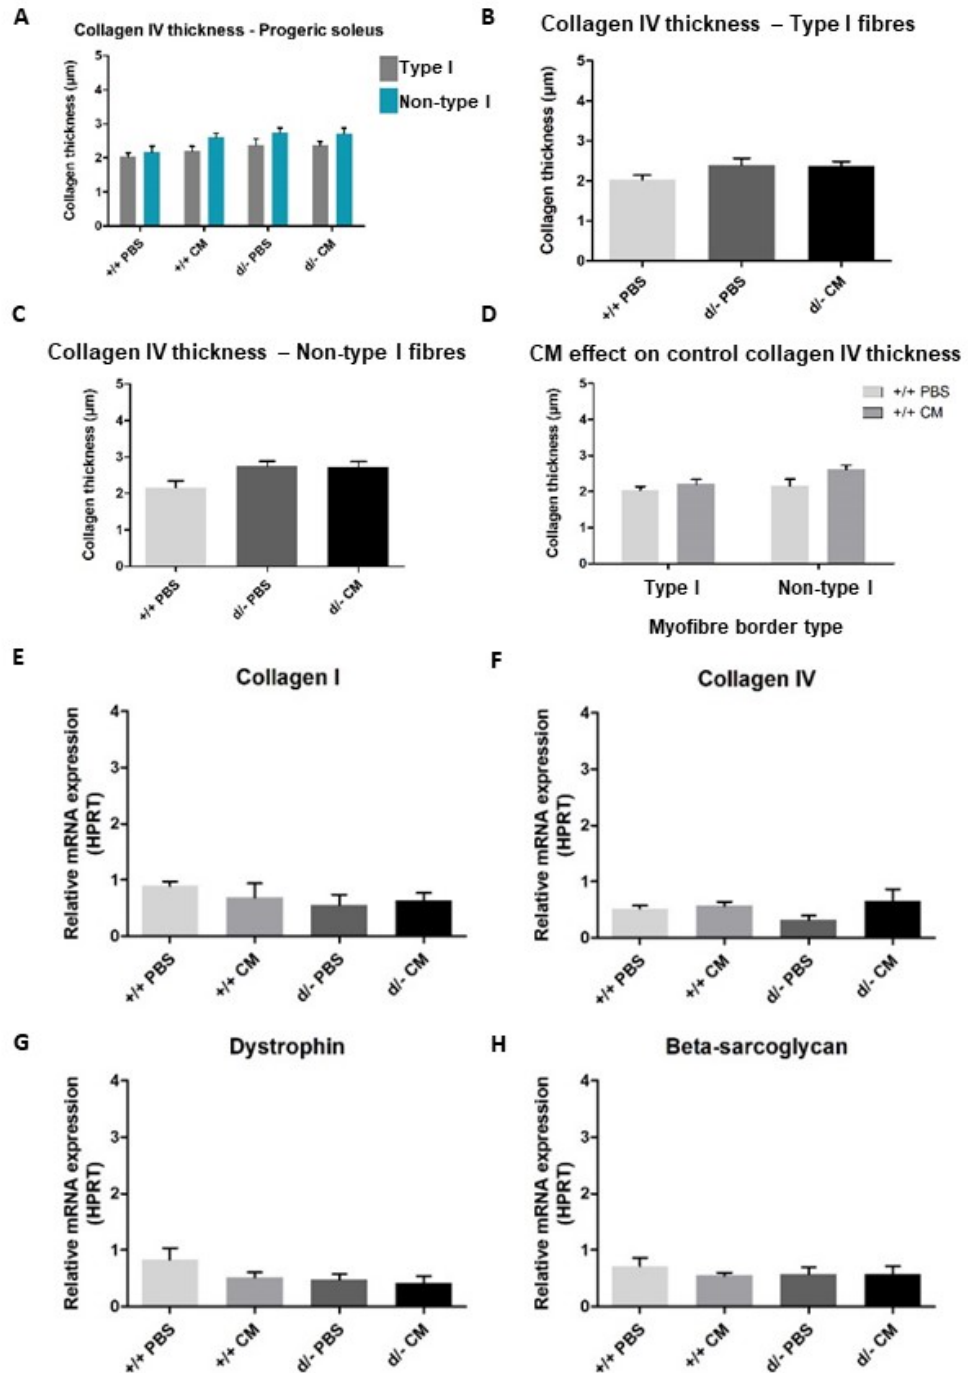 A
Collagen IV thickness - Progeric soleus
Collagen thickness (µm)
5
4
3
2
1
0
+/+ PBS
+/+ CM
d/- PBS
d/- CM
Type I
Non-type I
B
Collagen IV thickness – Type I fibres
Collagen thickness (µm)
5
4
3
2
1
0
+/+ PBS
d/- PBS
d/- CM
C
Collagen IV thickness – Non-type I fibres
Collagen thickness (µm)
5
4
3
2
1
0
+/+ PBS
d/- PBS
d/- CM
D
CM effect on control collagen IV thickness
Collagen thickness (µm)
5
4
3
2
1
0
+/+ PBS
+/+ CM
Type I
Non-type I
Myofibre border type
E
Collagen I
Relative mRNA expression
(HPRT)
4
3
2
1
0
+/+ PBS
+/+ CM
d/- PBS
d/- CM
F
Collagen IV
Relative mRNA expression
(HPRT)
4
3
2
1
0
+/+ PBS
+/+ CM
d/- PBS
d/- CM
G
Dystrophin
Relative mRNA expression
(HPRT)
4
3
2
1
0
+/+ PBS
+/+ CM
d/- PBS
d/- CM
H
Beta-sarcoglycan
Relative mRNA expression
(HPRT)
4
3
2
1
0
+/+ PBS
+/+ CM
d/- PBS
d/- CM